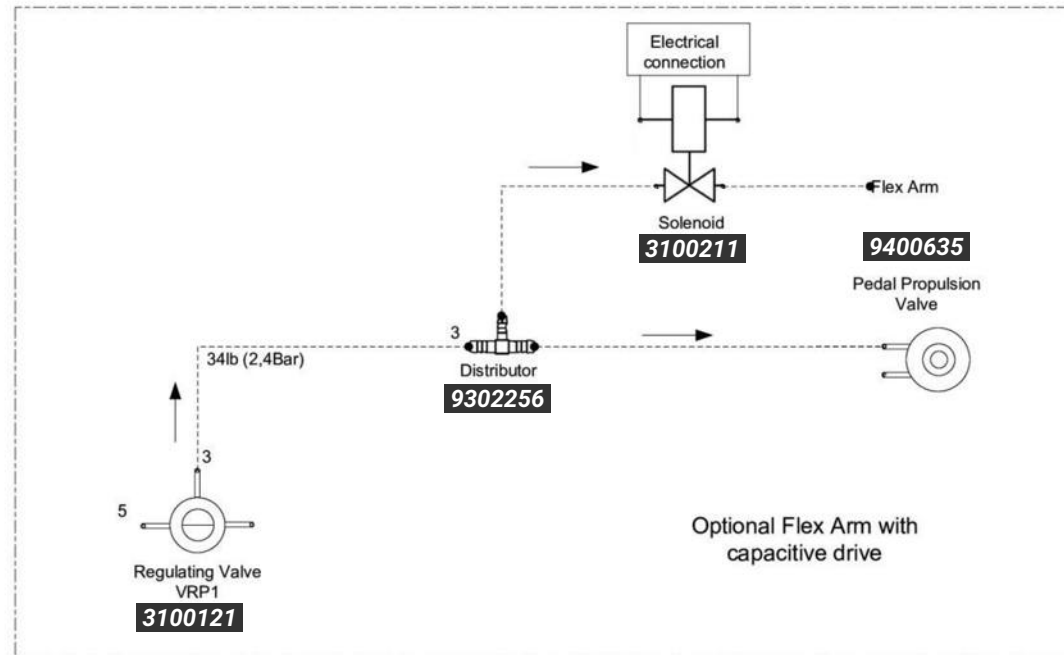 Electrical
connection
Flex Arm
Solenoid
3100211
9400635
Pedal Propulsion
Valve
3
34lb (2,4Bar)
Distributor
9302256
3
5
Optional Flex Arm with
capacitive drive
Regulating Valve
VRP1
3100121